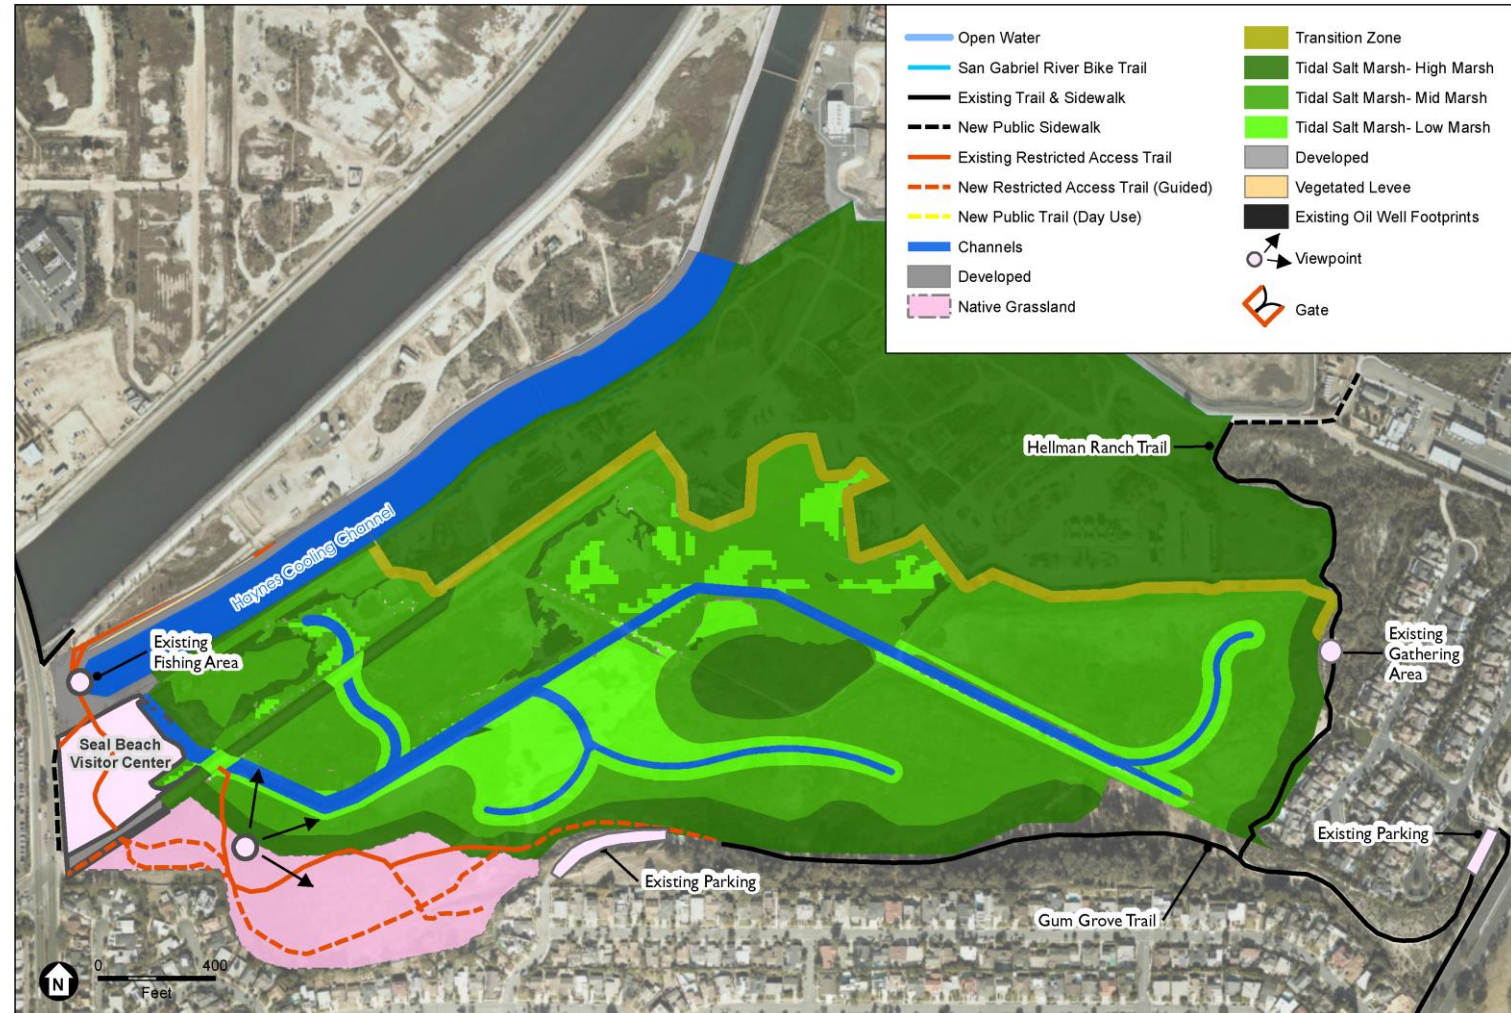 Open Water
San Gabriel River Bike Trail
Existing Trail & Sidewalk
New Public Sidewalk
Existing Restricted Access Trail
New Restricted Access Trail (Guided)
New Public Trail (Day Use)
Channels
Developed
Native Grassland
Transition Zone
Tidal Salt Marsh- High Marsh
Tidal Salt Marsh- Mid Marsh
Tidal Salt Marsh- Low Marsh
Developed
Vegetated Levee
Existing Oil Well Footprints
Viewpoint
Gate
Hellman Ranch Trail
Haynes Cooling Channel
Existing
Fishing Area
Existing
Gathering
Area
Seal Beach
Visitor Center
Existing Parking
Existing Parking
Gum Grove Trail
0 400
Feet
N